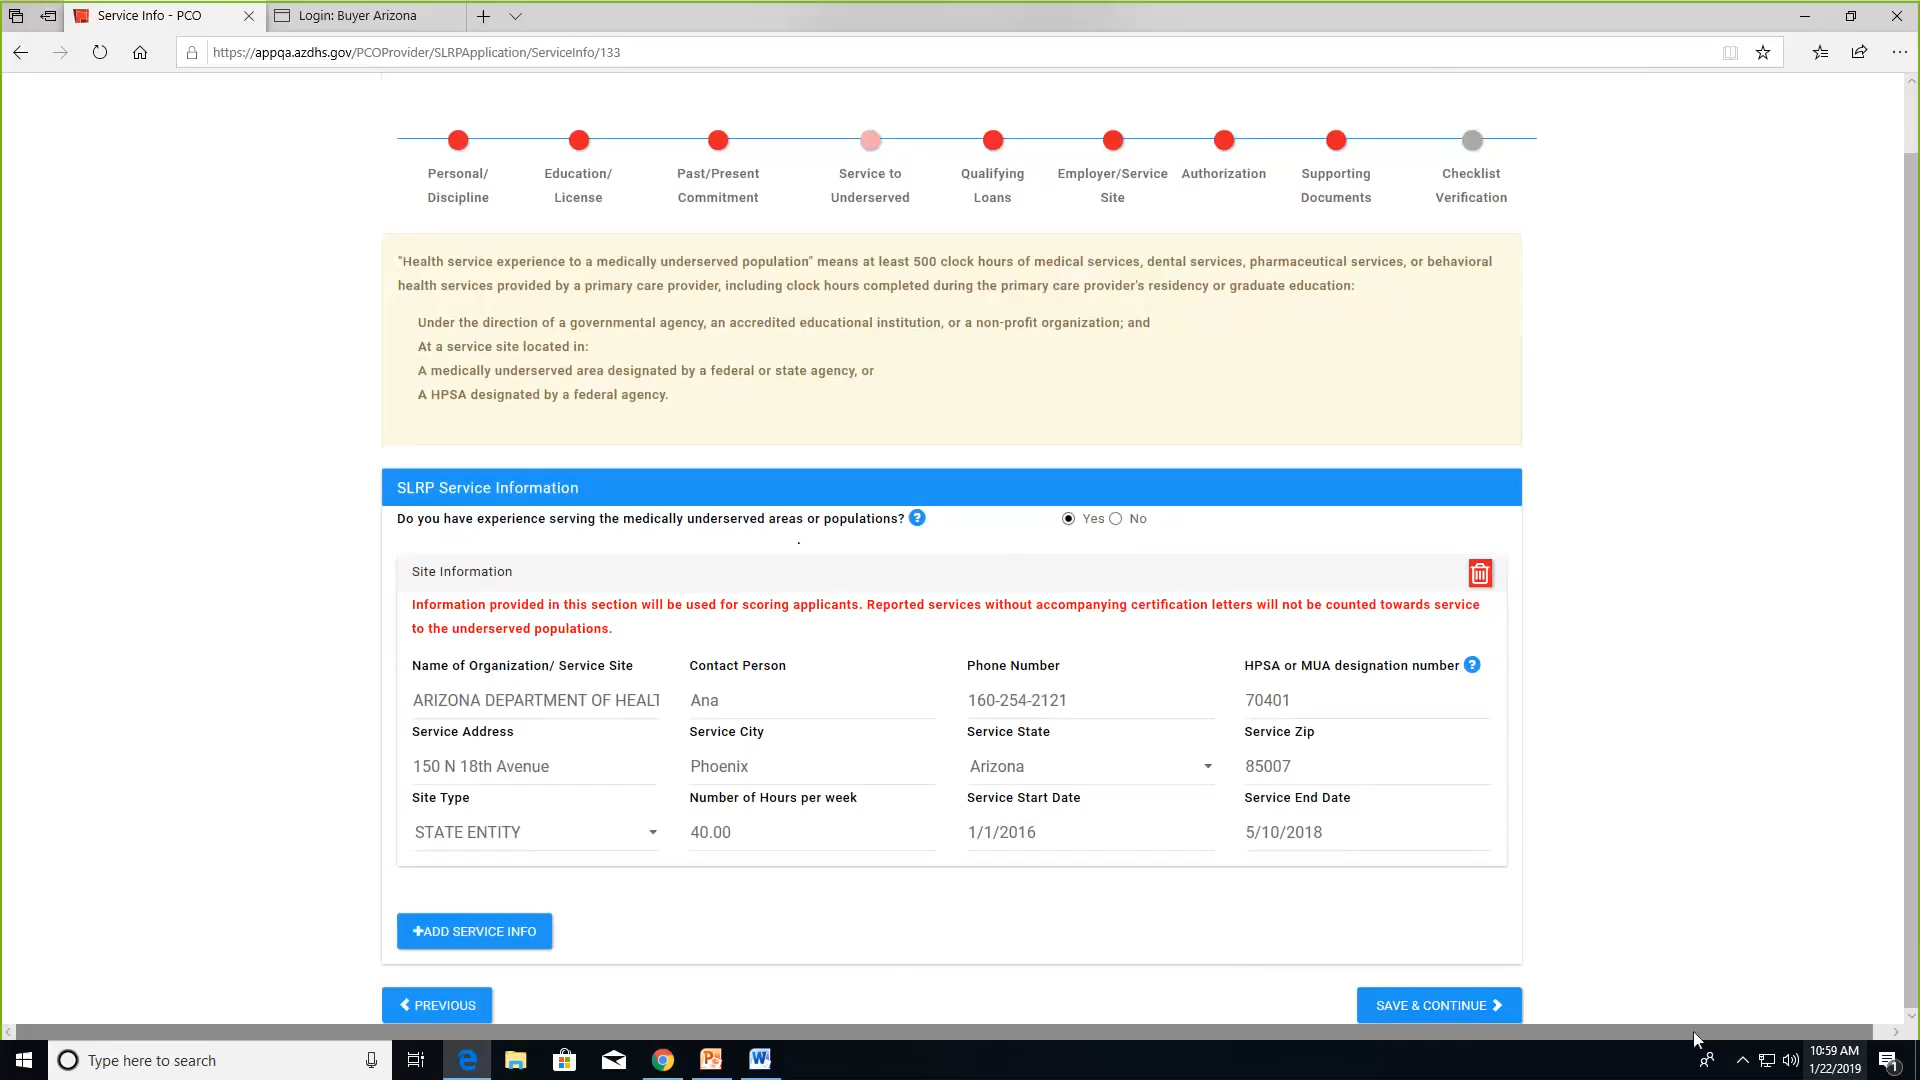 Service Info - PCO
Login: Buyer Arizona
https://appqa.azdhs.gov/PCOProvider/SLRPApplication/ServiceInfo/133
Personal/ Discipline
Education/ License
Past/Present Commitment
Service to Underserved
Qualifying Loans
Employer/Service Site
Authorization
Supporting Documents
Checklist Verification
"Health service experience to a medically underserved population" means at least 500 clock hours of medical services, dental services, pharmaceutical services, or behavioral
health services provided by a primary care provider, including clock hours completed during the primary care provider's residency or graduate education:
Under the direction of a governmental agency, an accredited educational institution, or a non-profit organization; and
At a service site located in:
A medically underserved area designated by a federal or state agency, or
A HPSA designated by a federal agency.
SLRP Service Information
Do you have experience serving the medically underserved areas or populations? ? Yes No
Site Information
Information provided in this section will be used for scoring applicants. Reported services without accompanying certification letters will not be counted towards service
to the underserved populations.
Name of Organization/ Service Site Contact Person Phone Number HPSA or MUA designation number ?
ARIZONA DEPARTMENT OF HEALT Ana 160-254-2121 70401
Service Address Service City Service State Service Zip
150 N 18th Avenue Phoenix Arizona 85007
Site Type Number of Hours per week Service Start Date Service End Date
STATE ENTITY 40.00 1/1/2016 5/10/2018
+ADD SERVICE INFO
PREVIOUS SAVE & CONTINUE
Type here to search
10:59 AM
1/22/2019
1